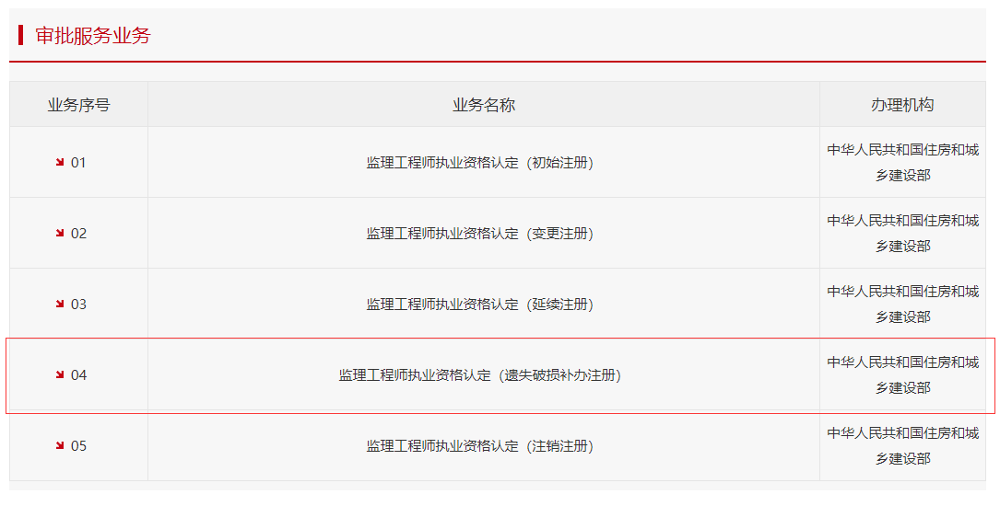 审批服务业务
业务序号 业务名称 办理机构
01 监理工程师执业资格认定（初始注册） 中华人民共和国住房和城
乡建设部
02 监理工程师执业资格认定（变更注册） 中华人民共和国住房和城
乡建设部
03 监理工程师执业资格认定（延续注册） 中华人民共和国住房和城
乡建设部
04 监理工程师执业资格认定（遗失破损补办注册） 中华人民共和国住房和城
乡建设部
05 监理工程师执业资格认定（注销注册） 中华人民共和国住房和城
乡建设部